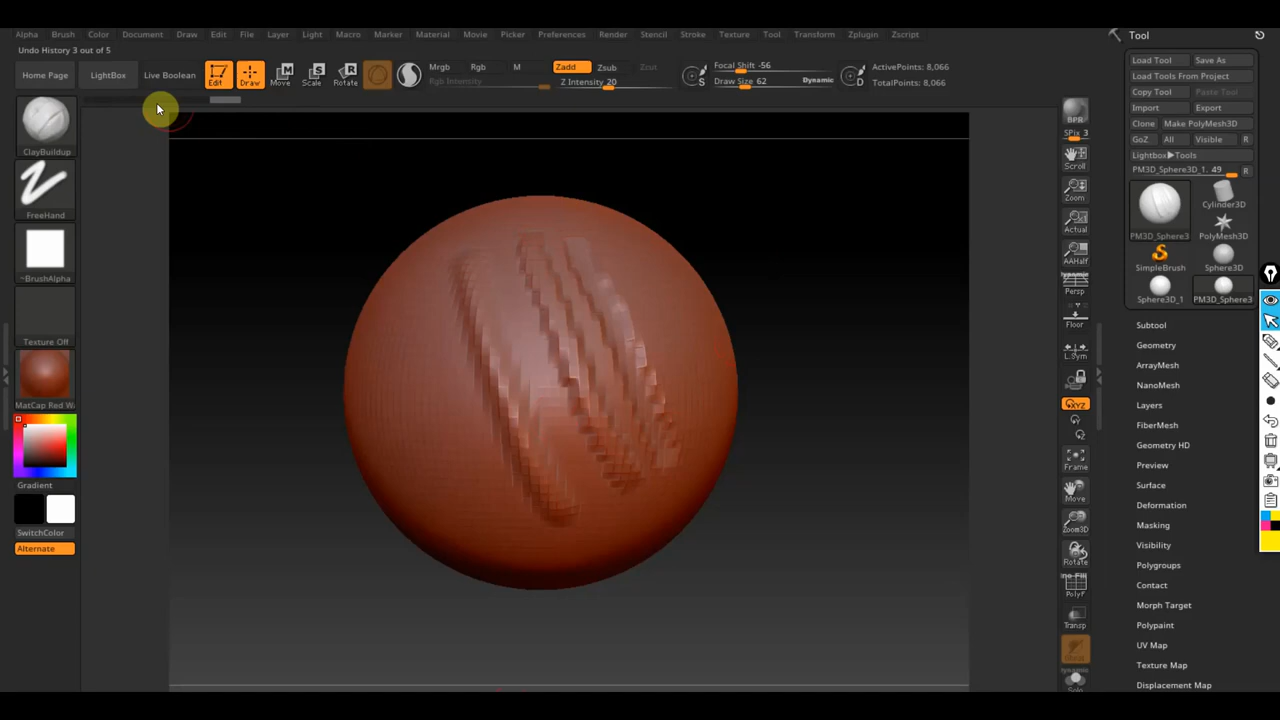 Alpha Brush Color Document Draw Edit File Layer Light Macro Marker Material Movie Picker Preferences Render Stencil Stroke Texture Tool Transform Zplugin Zscript
Tool
Undo History 3 out of 5
Home Page LightBox Live Boolean Edit Draw Move Scale Rotate
Mrgb Rgb M Zadd Zsub Zcut
Rgb Intensity Z Intensity 20
Focal Shift -56
Draw Size 62 Dynamic
ActivePoints: 8,066
TotalPoints: 8,066
Load Tool Save As
Load Tools From Project
Copy Tool Paste Tool
Import Export
Clone Make PolyMesh3D
GoZ All Visible R
Lightbox▶Tools
PM3D_Sphere3D_1. 49 R
PM3D_Sphere3 Cylinder3D
PolyMesh3D
SimpleBrush Sphere3D
Sphere3D_1 PM3D_Sphere3
Subtool
Geometry
ArrayMesh
NanoMesh
Layers
FiberMesh
Geometry HD
Preview
Surface
Deformation
Masking
Visibility
Polygroups
Contact
Morph Target
Polypaint
UV Map
Texture Map
Displacement Map
ClayBuildup
FreeHand
~BrushAlpha
Texture Off
MatCap Red W
Gradient
SwitchColor
Alternate
BPR
SPix 3
Scroll
Zoom
Actual
AAHalf
Dynamic
Persp
Floor
L.Sym
XYZ
Frame
Move
Zoom3D
Rotate
PolyF
Transp
Solo